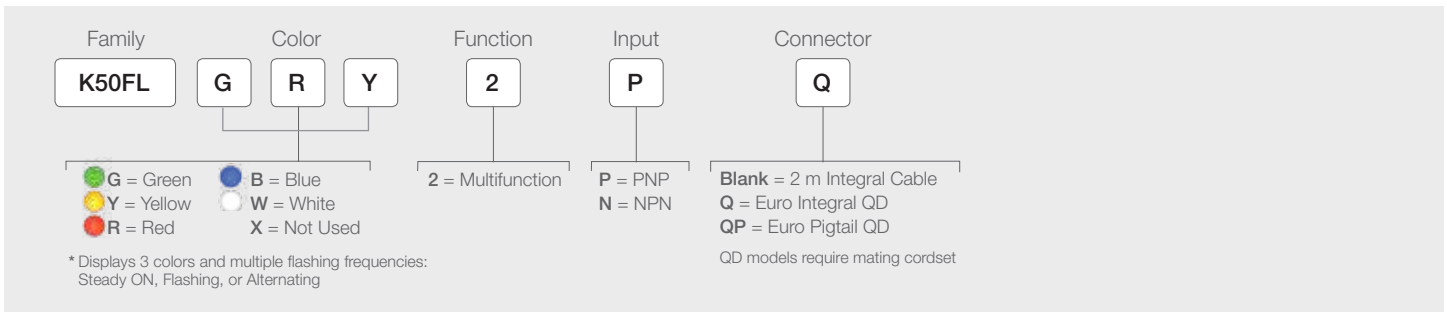 Family Color Function Input Connector
K50FL G R Y 2 P Q
G = Green B = Blue 2 = Multifunction P = PNP Blank = 2 m Integral Cable
Y = Yellow W = White N = NPN Q = Euro Integral QD
R = Red X = Not Used QP = Euro Pigtail QD
* Displays 3 colors and multiple flashing frequencies: QD models require mating cordset
Steady ON, Flashing, or Alternating